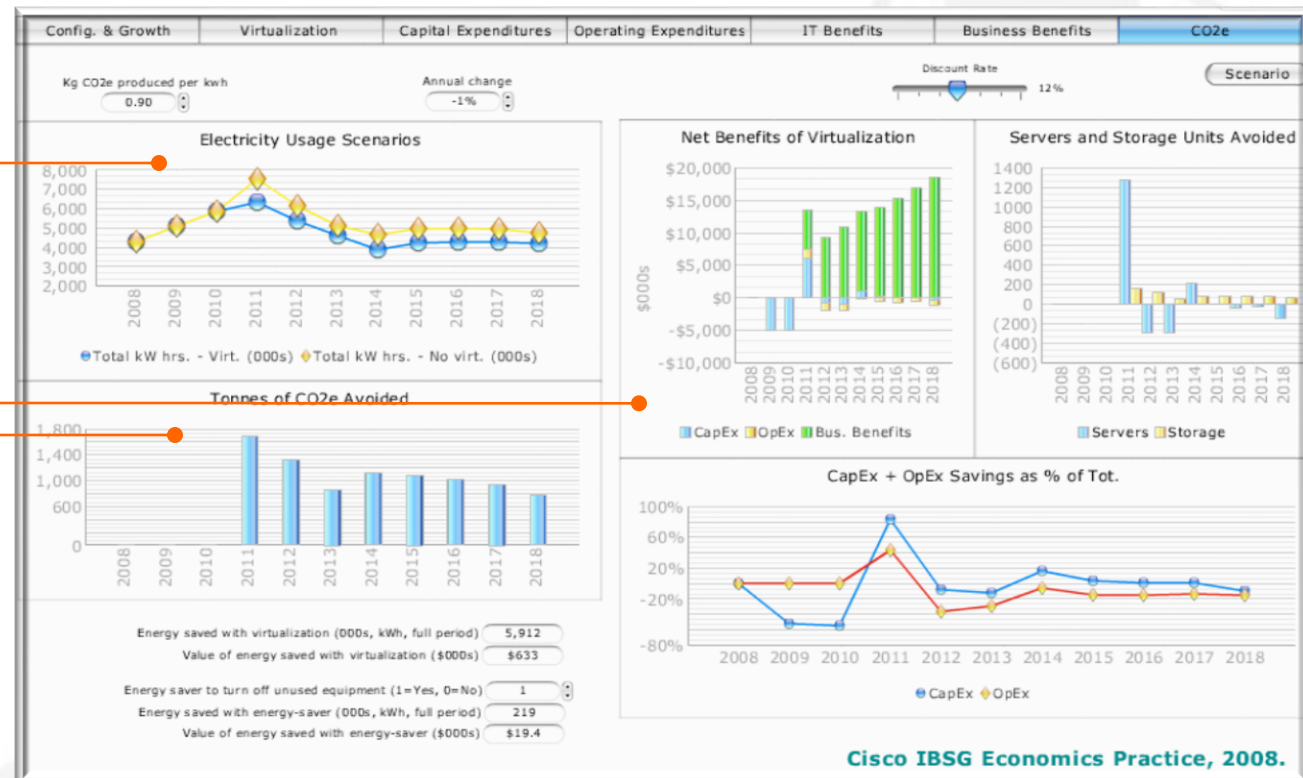 Config. & Growth Virtualization Capital Expenditures Operating Expenditures IT Benefits Business Benefits CO2e
Kg CO2e produced per kwh
0.90
Annual change
-1%
Discount Rate
12%
Scenario
Electricity Usage Scenarios
8,000
7,000
6,000
5,000
4,000
3,000
2,000
2008 2009 2010 2011 2012 2013 2014 2015 2016 2017 2018
Total kW hrs. - Virt. (000s) Total kW hrs. - No virt. (000s)
Tonnes of CO2e Avoided
1,800
1,400
1,000
600
0
2008 2009 2010 2011 2012 2013 2014 2015 2016 2017 2018
Energy saved with virtualization (000s, kWh, full period) 5,912
Value of energy saved with virtualization ($000s) $633
Energy saver to turn off unused equipment (1=Yes, 0=No) 1
Energy saved with energy-saver (000s, kWh, full period) 219
Value of energy saved with energy-saver ($000s) $19.4
Net Benefits of Virtualization
$000s
$20,000
$15,000
$10,000
$5,000
$0
-$5,000
-$10,000
2008 2009 2010 2011 2012 2013 2014 2015 2016 2017 2018
CapEx OpEx Bus. Benefits
Servers and Storage Units Avoided
1400
1200
1000
800
600
400
200
0
(200)
(400)
(600)
2008 2009 2010 2011 2012 2013 2014 2015 2016 2017 2018
Servers Storage
CapEx + OpEx Savings as % of Tot.
100%
60%
20%
-20%
-80%
2008 2009 2010 2011 2012 2013 2014 2015 2016 2017 2018
CapEx OpEx
Cisco IBSG Economics Practice, 2008.